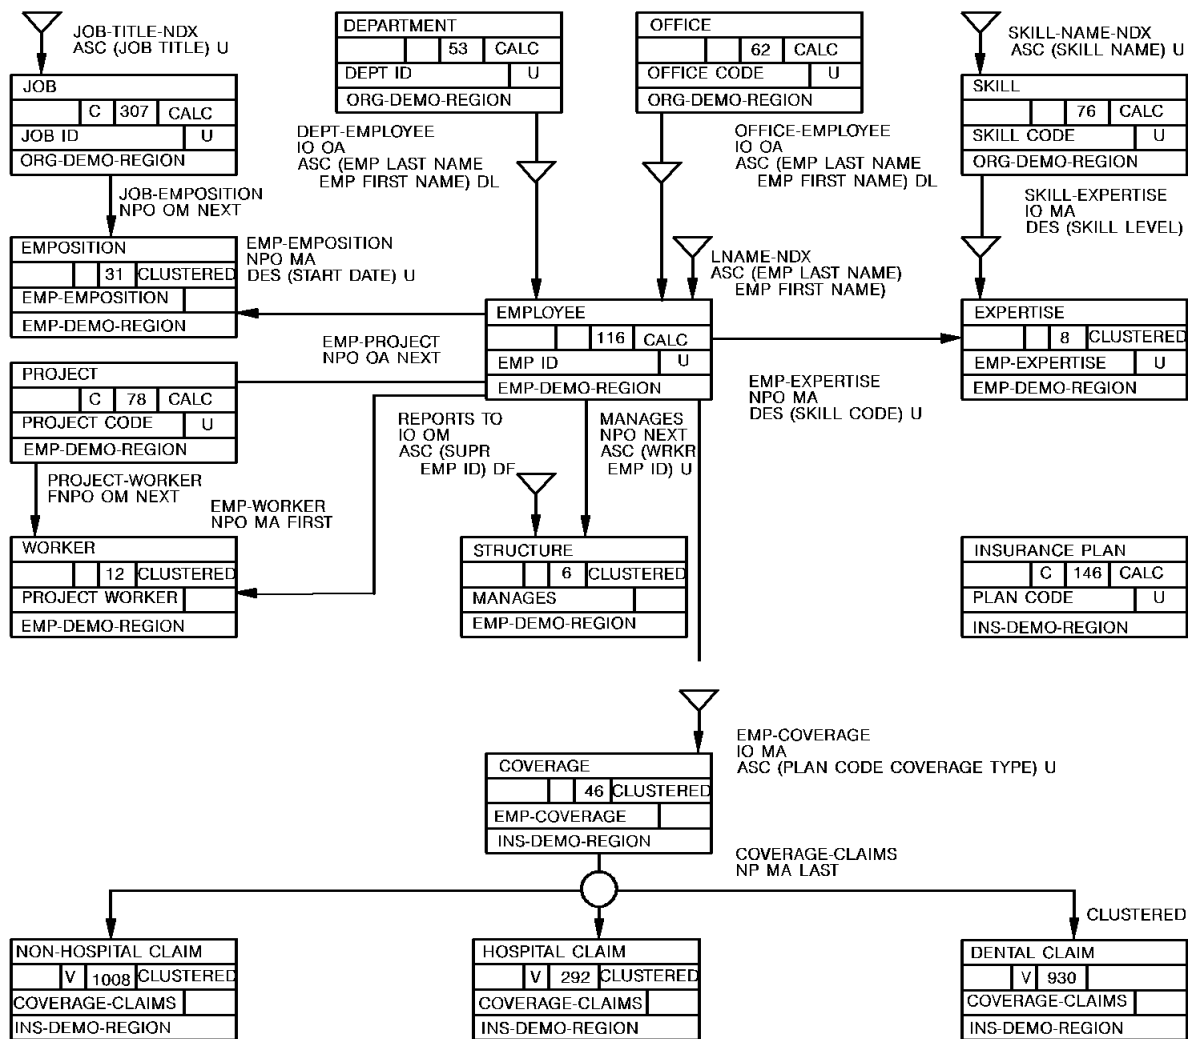 JOB-TITLE-NDX
ASC (JOB TITLE) U
JOB
C 307 CALC
JOB ID U
ORG-DEMO-REGION
DEPARTMENT
53 CALC
DEPT ID U
ORG-DEMO-REGION
OFFICE
62 CALC
OFFICE CODE U
ORG-DEMO-REGION
SKILL-NAME-NDX
ASC (SKILL NAME) U
SKILL
76 CALC
SKILL CODE U
ORG-DEMO-REGION
JOB-EMPOSITION
NPO OM NEXT
DEPT-EMPLOYEE
IO OA
ASC (EMP LAST NAME
EMP FIRST NAME) DL
OFFICE-EMPLOYEE
IO OA
ASC (EMP LAST NAME
EMP FIRST NAME) DL
SKILL-EXPERTISE
IO MA
DES (SKILL LEVEL)
EMPOSITION
31 CLUSTERED
EMP-EMPOSITION
EMP-DEMO-REGION
EMP-EMPOSITION
NPO MA
DES (START DATE) U
LNAME-NDX
ASC (EMP LAST NAME)
EMP FIRST NAME)
EMPLOYEE
116 CALC
EMP ID U
EMP-DEMO-REGION
EXPERTISE
8 CLUSTERED
EMP-EXPERTISE U
EMP-DEMO-REGION
EMP-PROJECT
NPO OA NEXT
PROJECT
C 78 CALC
PROJECT CODE U
EMP-DEMO-REGION
EMP-EXPERTISE
NPO MA
DES (SKILL CODE) U
REPORTS TO
IO OM
ASC (SUPR
EMP ID) DF
MANAGES
NPO NEXT
ASC (WRKR
EMP ID) U
PROJECT-WORKER
FNPO OM NEXT
EMP-WORKER
NPO MA FIRST
WORKER
12 CLUSTERED
PROJECT WORKER
EMP-DEMO-REGION
STRUCTURE
6 CLUSTERED
MANAGES
EMP-DEMO-REGION
INSURANCE PLAN
C 146 CALC
PLAN CODE U
INS-DEMO-REGION
EMP-COVERAGE
IO MA
ASC (PLAN CODE COVERAGE TYPE) U
COVERAGE
46 CLUSTERED
EMP-COVERAGE
INS-DEMO-REGION
COVERAGE-CLAIMS
NP MA LAST
CLUSTERED
NON-HOSPITAL CLAIM
V 1008 CLUSTERED
COVERAGE-CLAIMS
INS-DEMO-REGION
HOSPITAL CLAIM
V 292 CLUSTERED
COVERAGE-CLAIMS
INS-DEMO-REGION
DENTAL CLAIM
V 930
COVERAGE-CLAIMS
INS-DEMO-REGION